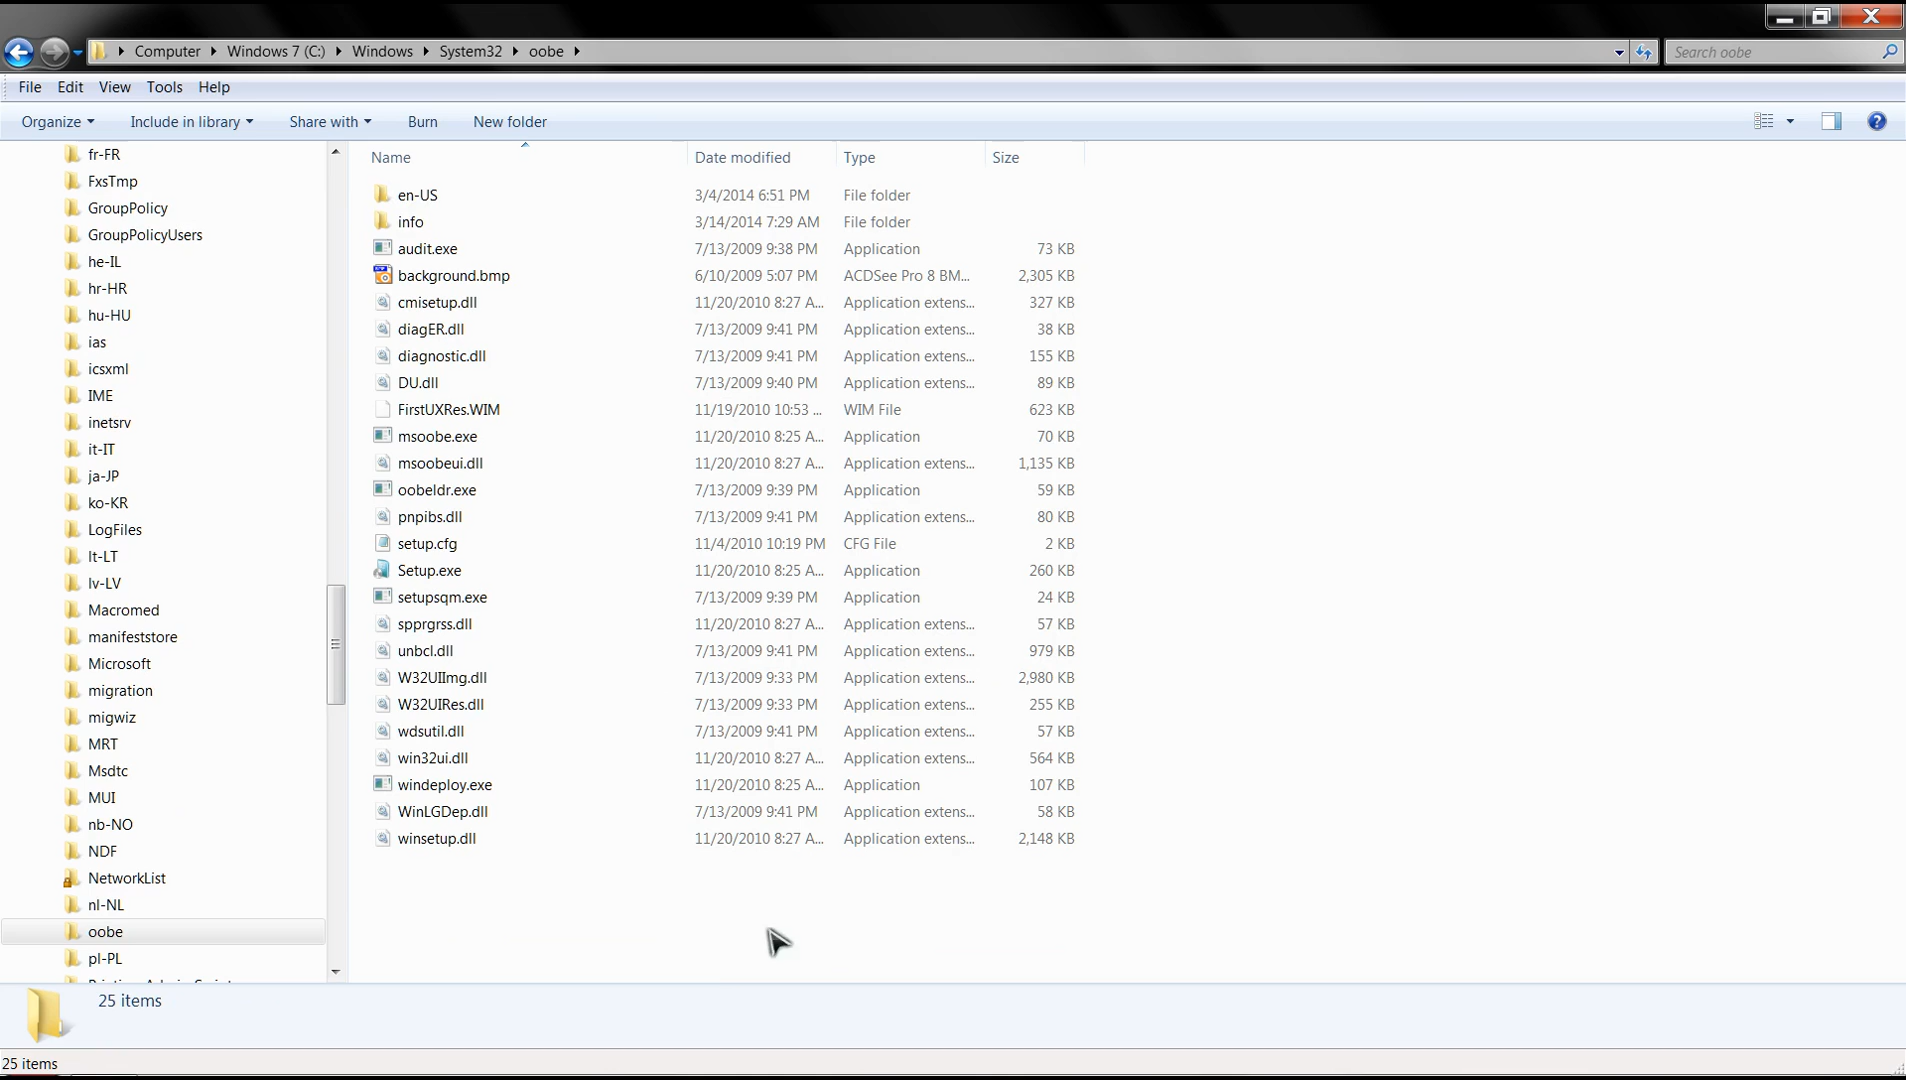 Computer Windows 7 (C:) Windows System32 oobe
Search oobe
File Edit View Tools Help
Organize Include in library Share with Burn New folder
Name Date modified Type Size
fr-FR
FxsTmp
GroupPolicy
GroupPolicyUsers
he-IL
hr-HR
hu-HU
ias
icsxml
IME
inetsrv
it-IT
ja-JP
ko-KR
LogFiles
lt-LT
lv-LV
Macromed
manifeststore
Microsoft
migration
migwiz
MRT
Msdtc
MUI
nb-NO
NDF
NetworkList
nl-NL
oobe
pl-PL
en-US 3/4/2014 6:51 PM File folder
info 3/14/2014 7:29 AM File folder
audit.exe 7/13/2009 9:38 PM Application 73 KB
background.bmp 6/10/2009 5:07 PM ACDSee Pro 8 BM... 2,305 KB
cmisetup.dll 11/20/2010 8:27 A... Application extens... 327 KB
diagER.dll 7/13/2009 9:41 PM Application extens... 38 KB
diagnostic.dll 7/13/2009 9:41 PM Application extens... 155 KB
DU.dll 7/13/2009 9:40 PM Application extens... 89 KB
FirstUXRes.WIM 11/19/2010 10:53 ... WIM File 623 KB
msoobe.exe 11/20/2010 8:25 A... Application 70 KB
msoobeui.dll 11/20/2010 8:27 A... Application extens... 1,135 KB
oobeldr.exe 7/13/2009 9:39 PM Application 59 KB
pnpibs.dll 7/13/2009 9:41 PM Application extens... 80 KB
setup.cfg 11/4/2010 10:19 PM CFG File 2 KB
Setup.exe 11/20/2010 8:25 A... Application 260 KB
setupsqm.exe 7/13/2009 9:39 PM Application 24 KB
spprgrss.dll 11/20/2010 8:27 A... Application extens... 57 KB
unbcl.dll 7/13/2009 9:41 PM Application extens... 979 KB
W32UIImg.dll 7/13/2009 9:33 PM Application extens... 2,980 KB
W32UIRes.dll 7/13/2009 9:33 PM Application extens... 255 KB
wdsutil.dll 7/13/2009 9:41 PM Application extens... 57 KB
win32ui.dll 11/20/2010 8:27 A... Application extens... 564 KB
windeploy.exe 11/20/2010 8:25 A... Application 107 KB
WinLGDep.dll 7/13/2009 9:41 PM Application extens... 58 KB
winsetup.dll 11/20/2010 8:27 A... Application extens... 2,148 KB
25 items
25 items